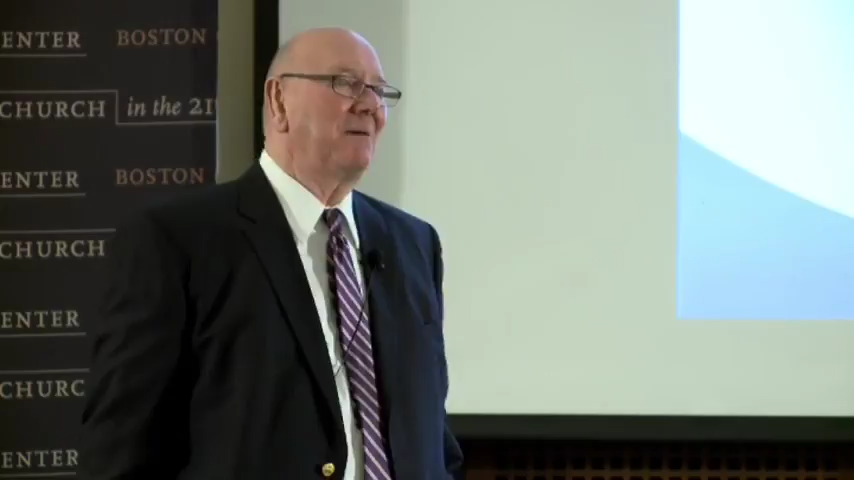 ENTER BOSTON
CHURCH in the 21
ENTER BOSTON
CHURCH
ENTER
CHURC
ENTER